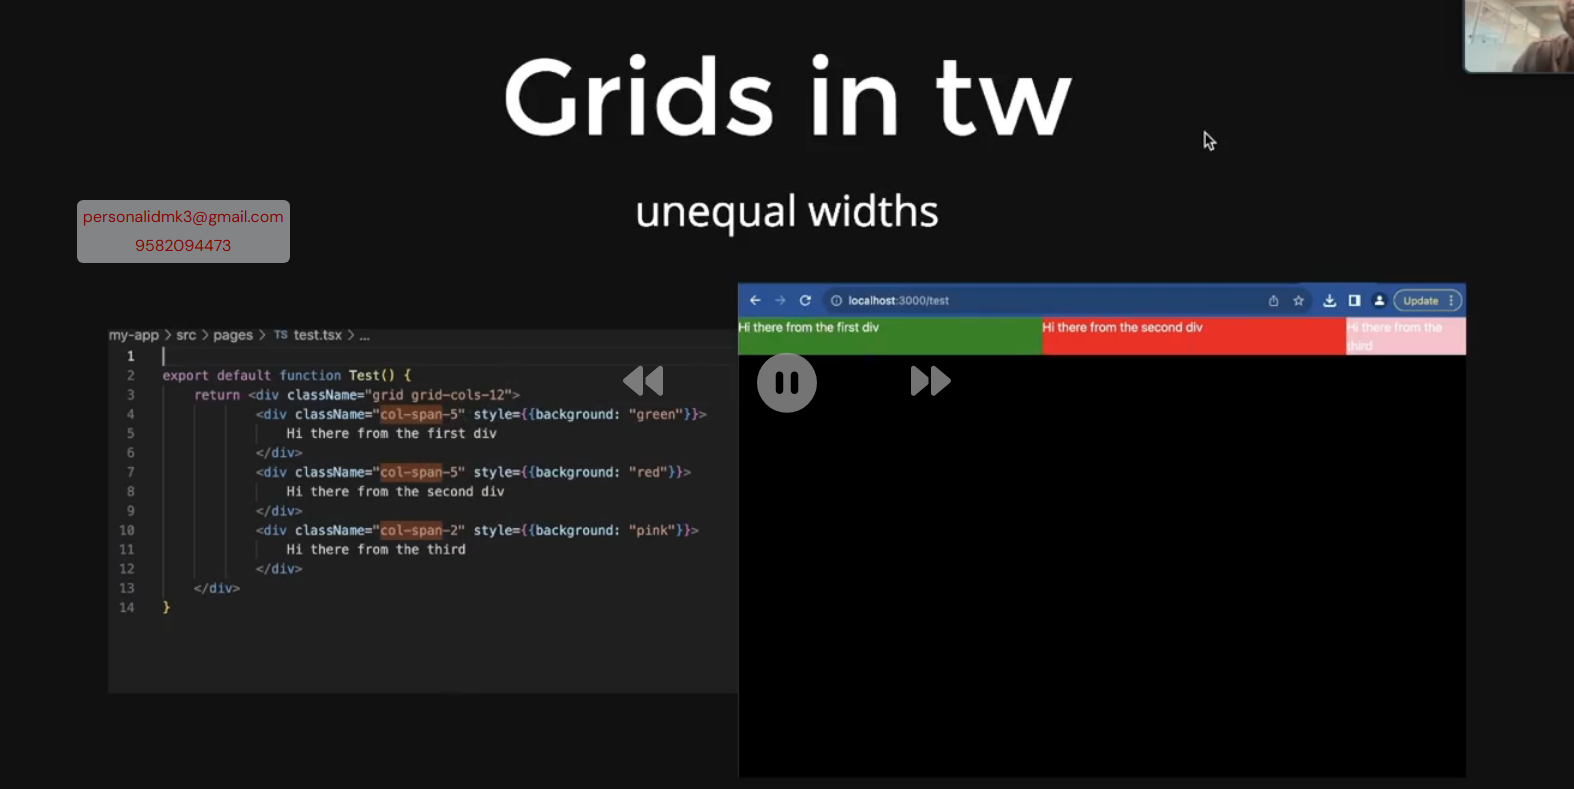 Grids in tw
unequal widths
personalidmk3@gmail.com
9582094473
my-app > src > pages > TS test.tsx > ...
1
2 export default function Test() {
3 return <div className="grid grid-cols-12">
4 <div className="col-span-5" style={{background: "green"}}>
5 Hi there from the first div
6 </div>
7 <div className="col-span-5" style={{background: "red"}}>
8 Hi there from the second div
9 </div>
10 <div className="col-span-2" style={{background: "pink"}}>
11 Hi there from the third
12 </div>
13 </div>
14 }
localhost:3000/test
Update
Hi there from the first div
Hi there from the second div
Hi there from the
third